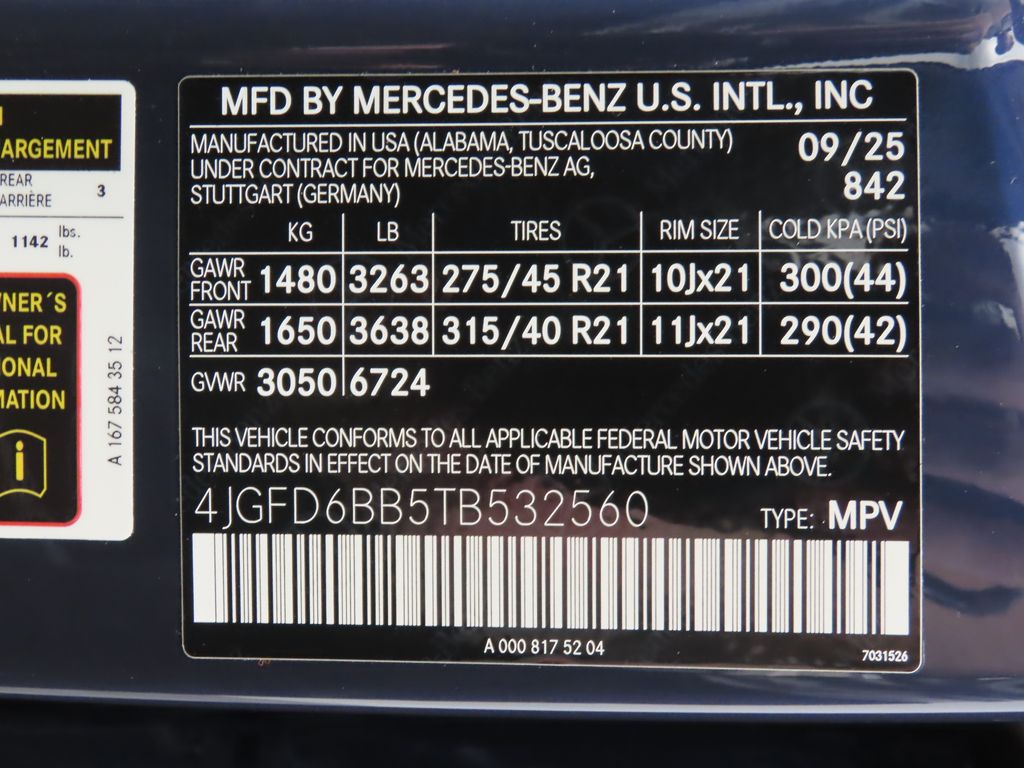 MFD BY MERCEDES-BENZ U.S. INTL., INC
MANUFACTURED IN USA (ALABAMA, TUSCALOOSA COUNTY) 09/25
UNDER CONTRACT FOR MERCEDES-BENZ AG,
STUTTGART (GERMANY) 842
KG LB TIRES RIM SIZE COLD KPA (PSI)
GAWR FRONT 1480 3263 275/45 R21 10Jx21 300(44)
GAWR REAR 1650 3638 315/40 R21 11Jx21 290(42)
GVWR 3050 6724
THIS VEHICLE CONFORMS TO ALL APPLICABLE FEDERAL MOTOR VEHICLE SAFETY
STANDARDS IN EFFECT ON THE DATE OF MANUFACTURE SHOWN ABOVE.
4JGFD6BB5TB532560 TYPE: MPV
A 000 817 52 04
7031526
ARGEMENT
REAR
ARRIÈRE 3
1142 lbs.
lb.
NER´S
AL FOR
ONAL
MATION
i
A 167 584 35 12